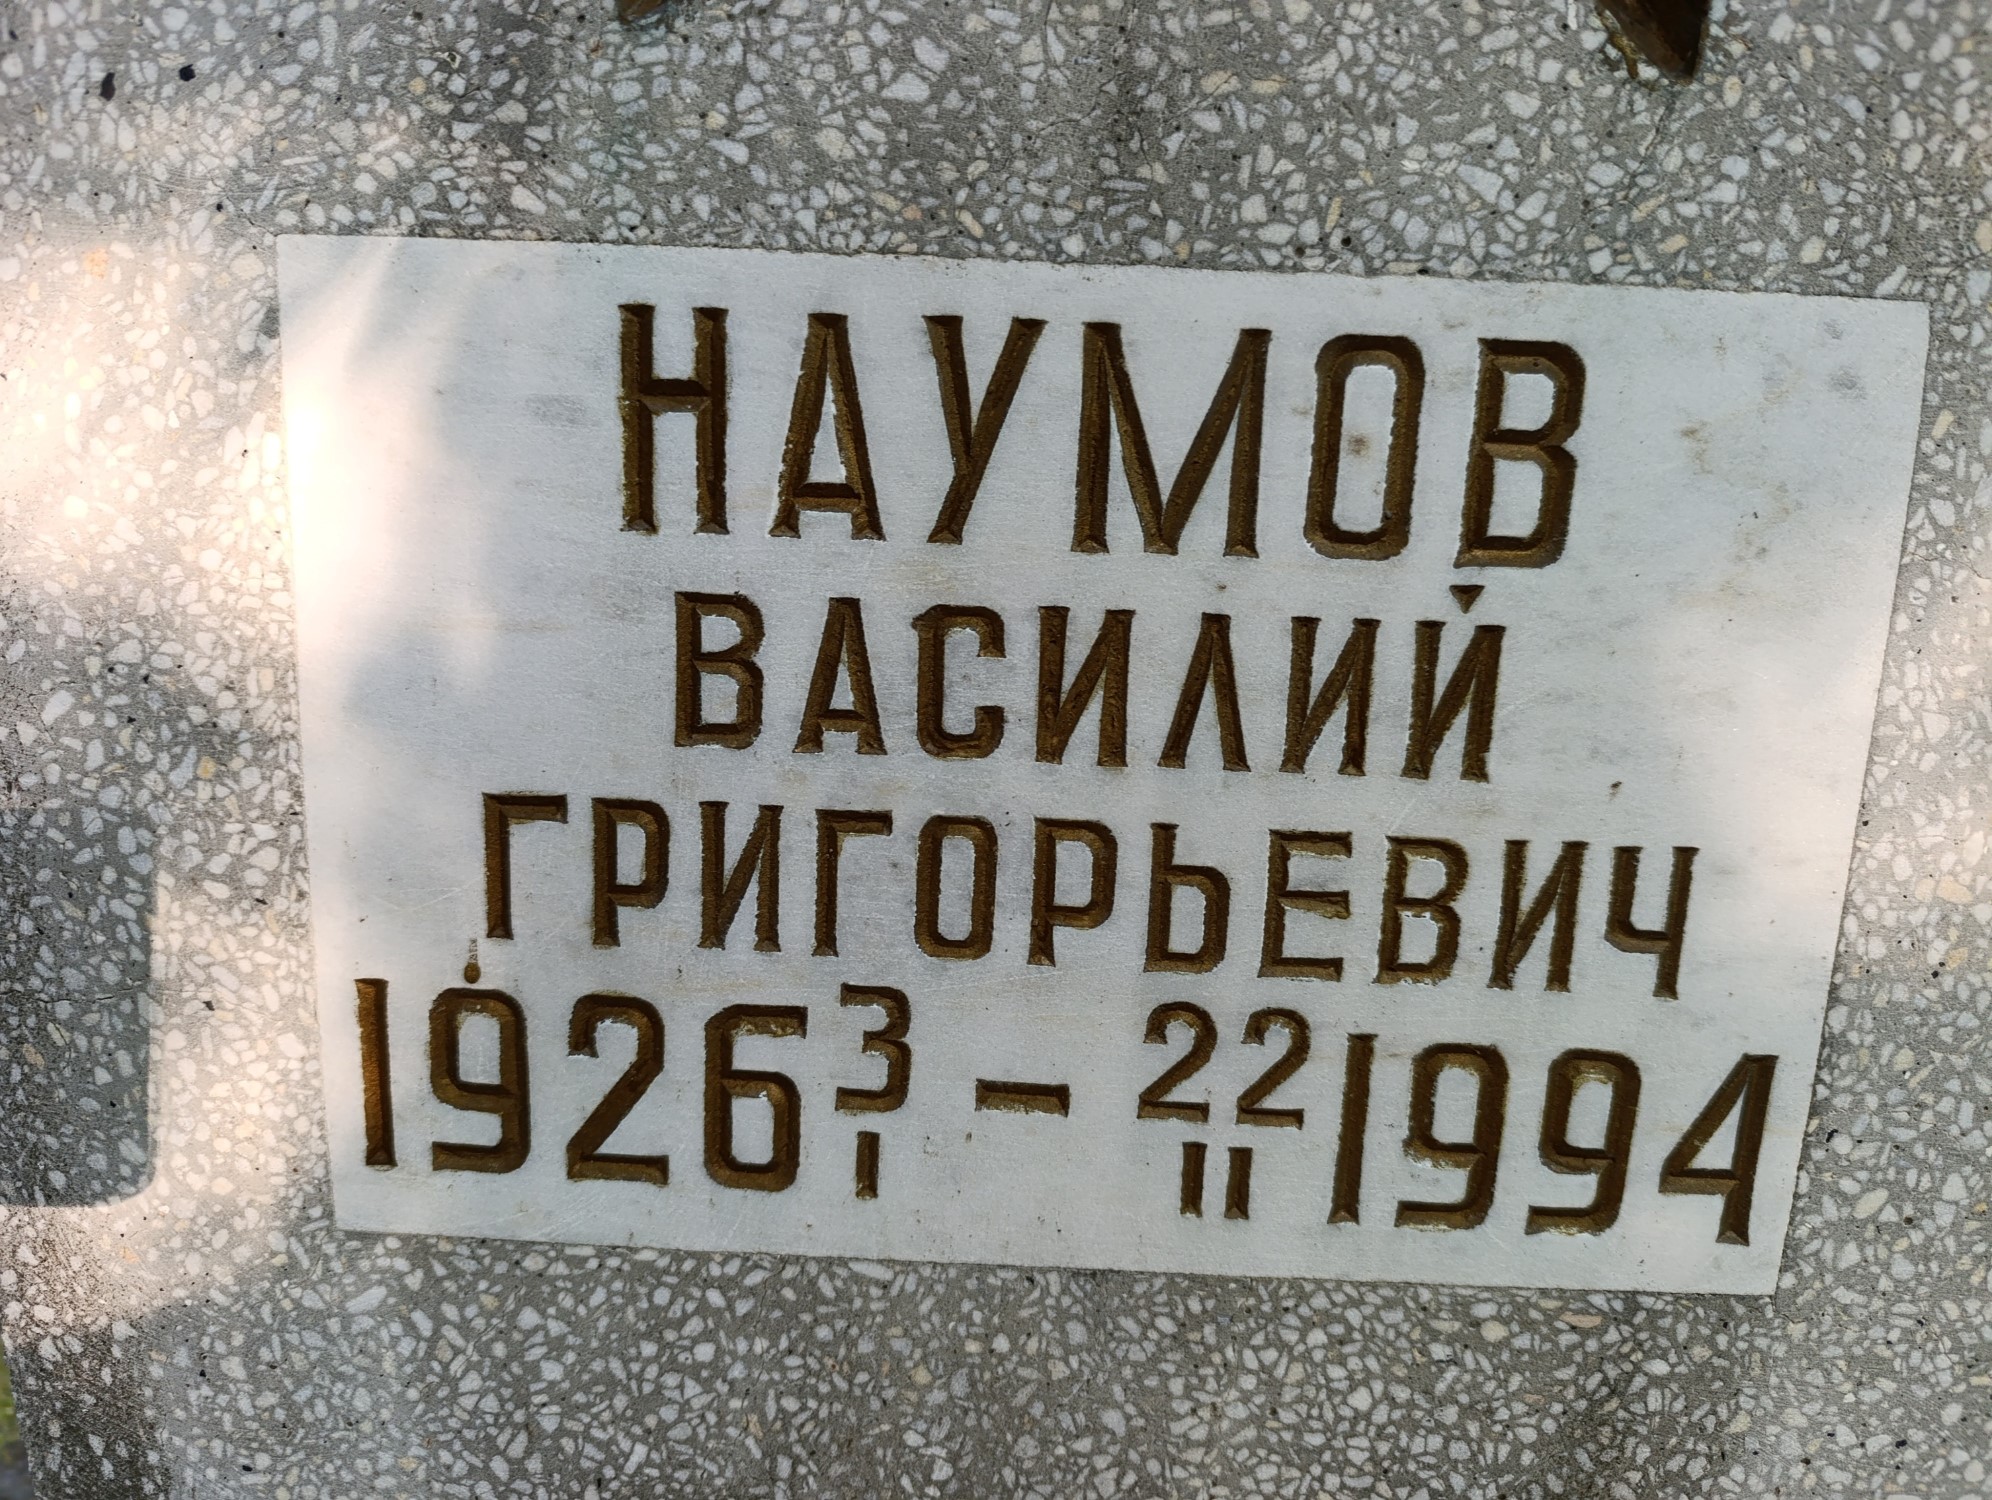 НАУМОВ
ВАСИЛИЙ
ГРИГОРЬЕВИЧ
1926 3/I – 22/II 1994